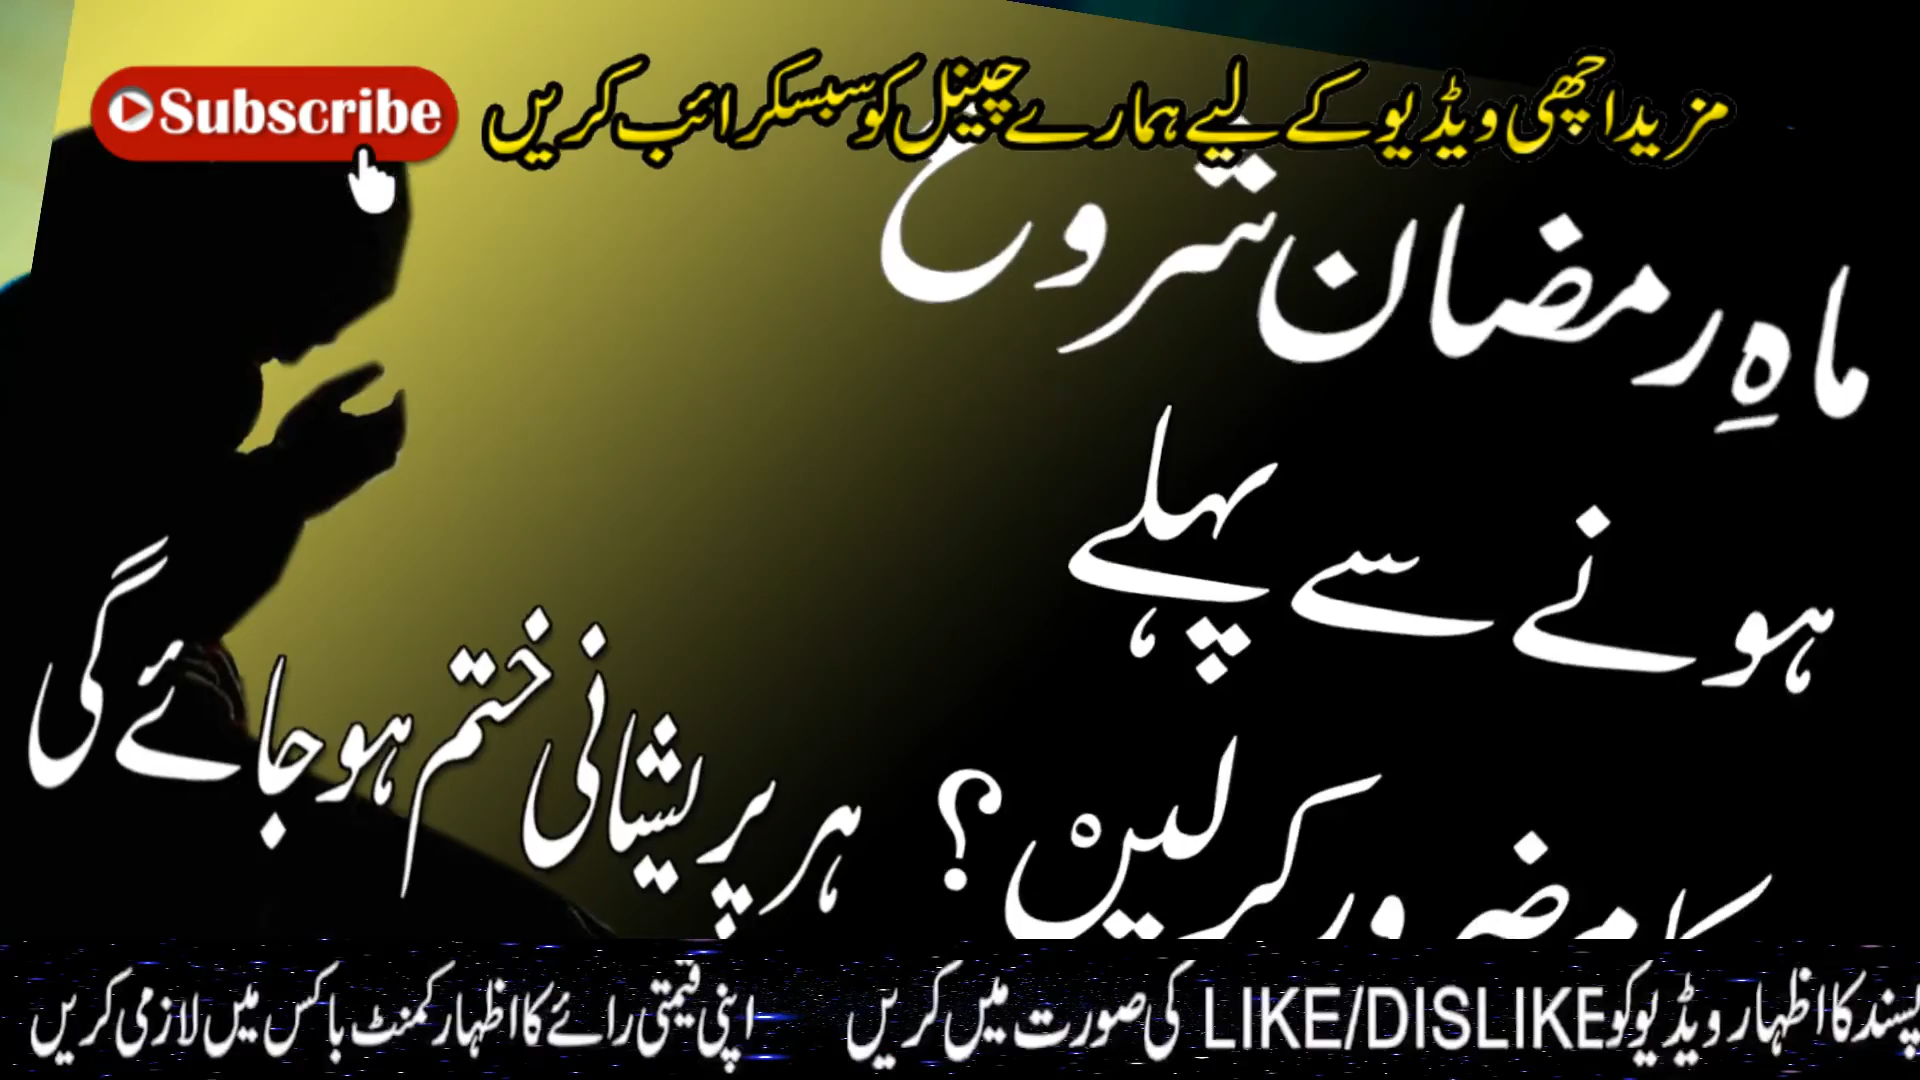 Subscribe
مزید اچھی ویڈیو کے لیے ہمارے چینل کو سبسکرائب کریں
ماہِ رمضان شروع
ہونے سے پہلے
کام ضرور کرلیں ؟
ہر پریشانی ختم ہو جائے گی
پسند کا اظہار ویڈیو کو LIKE/DISLIKE کی صورت میں کریں
اپنی قیمتی رائے کا اظہار کمنٹ باکس میں لازمی کریں